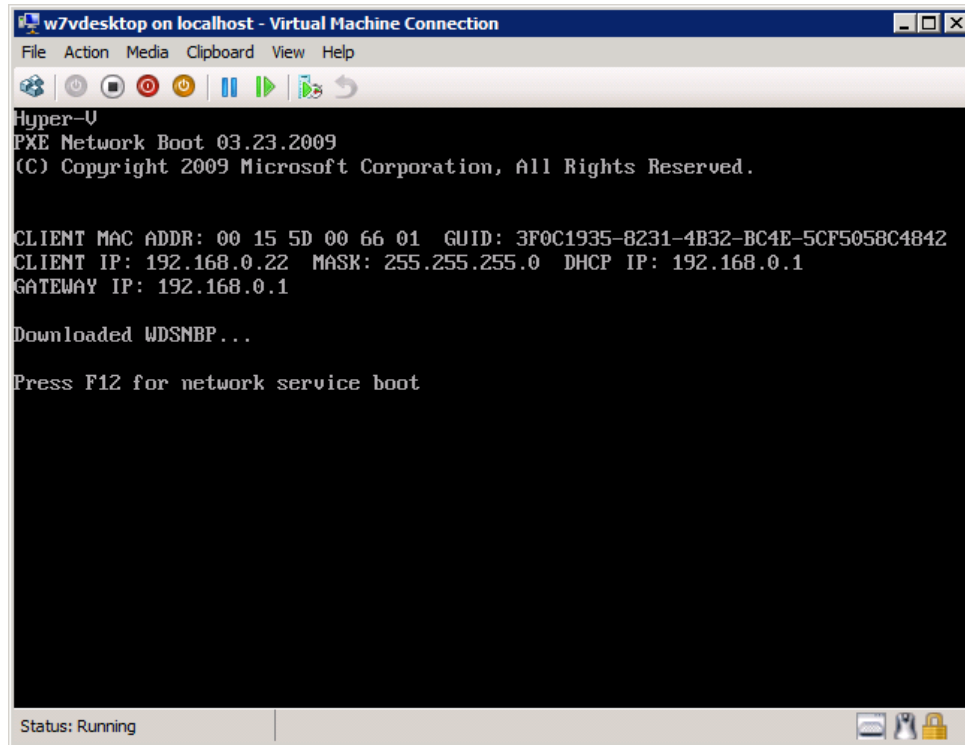 w7vdesktop on localhost - Virtual Machine Connection
File Action Media Clipboard View Help
Hyper-V
PXE Network Boot 03.23.2009
(C) Copyright 2009 Microsoft Corporation, All Rights Reserved.
CLIENT MAC ADDR: 00 15 5D 00 66 01 GUID: 3F0C1935-8231-4B32-BC4E-5CF5058C4842
CLIENT IP: 192.168.0.22 MASK: 255.255.255.0 DHCP IP: 192.168.0.1
GATEWAY IP: 192.168.0.1
Downloaded WDSNBP...
Press F12 for network service boot
Status: Running